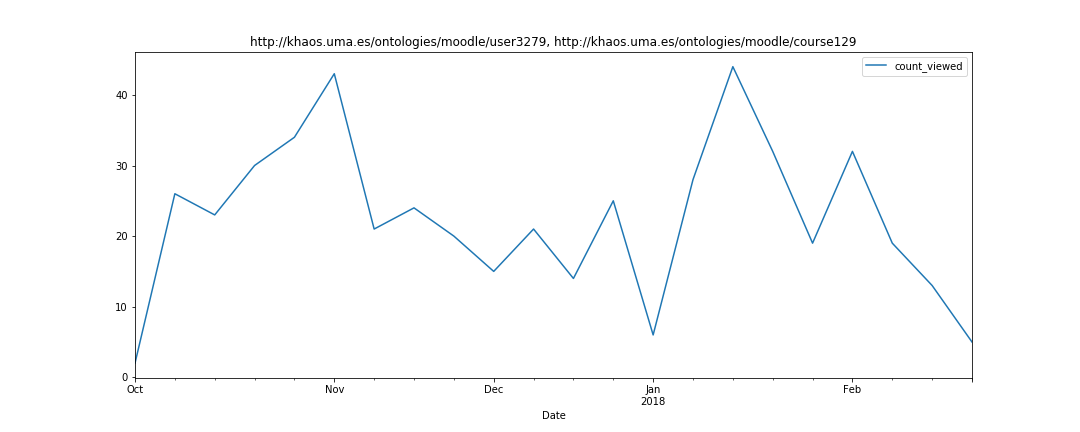 http://khaos.uma.es/ontologies/moodle/user3279, http://khaos.uma.es/ontologies/moodle/course129
count_viewed
40
30
20
10
0
Oct Nov Dec Jan Feb
2018
Date